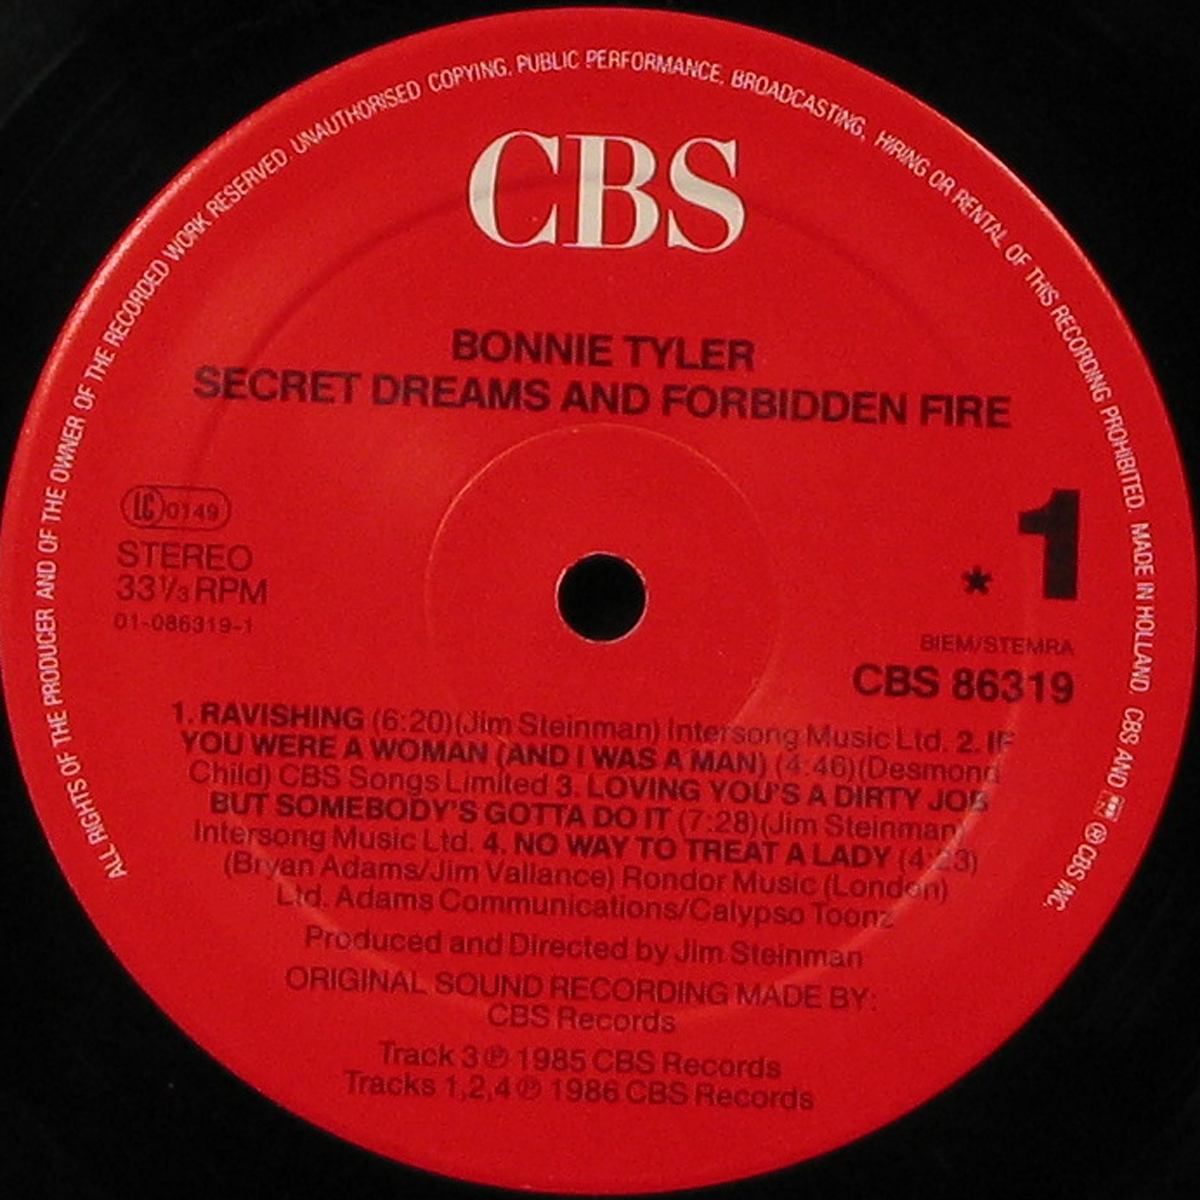 ALL RIGHTS OF THE PRODUCER AND OF THE OWNER OF THE RECORDED WORK RESERVED. UNAUTHORISED COPYING, PUBLIC PERFORMANCE, BROADCASTING, HIRING OR RENTAL OF THIS RECORDING PROHIBITED. MADE IN HOLLAND. CBS AND ℗ © CBS INC.
CBS
BONNIE TYLER
SECRET DREAMS AND FORBIDDEN FIRE
LC 0149
STEREO
33⅓ RPM
01-086319-1
* 1
BIEM/STEMRA
CBS 86319
1. RAVISHING (6:20)(Jim Steinman) Intersong Music Ltd. 2. IF
YOU WERE A WOMAN (AND I WAS A MAN) (4:46)(Desmond
Child) CBS Songs Limited 3. LOVING YOU'S A DIRTY JOB
BUT SOMEBODY'S GOTTA DO IT (7:28)(Jim Steinman)
Intersong Music Ltd. 4. NO WAY TO TREAT A LADY
(Bryan Adams/Jim Vallance) Rondor Music (London)
Ltd. Adams Communications/Calypso Toonz
Produced and Directed by Jim Steinman
ORIGINAL SOUND RECORDING MADE BY:
CBS Records
Track 3 ℗ 1985 CBS Records
Tracks 1,2,4 ℗ 1986 CBS Records